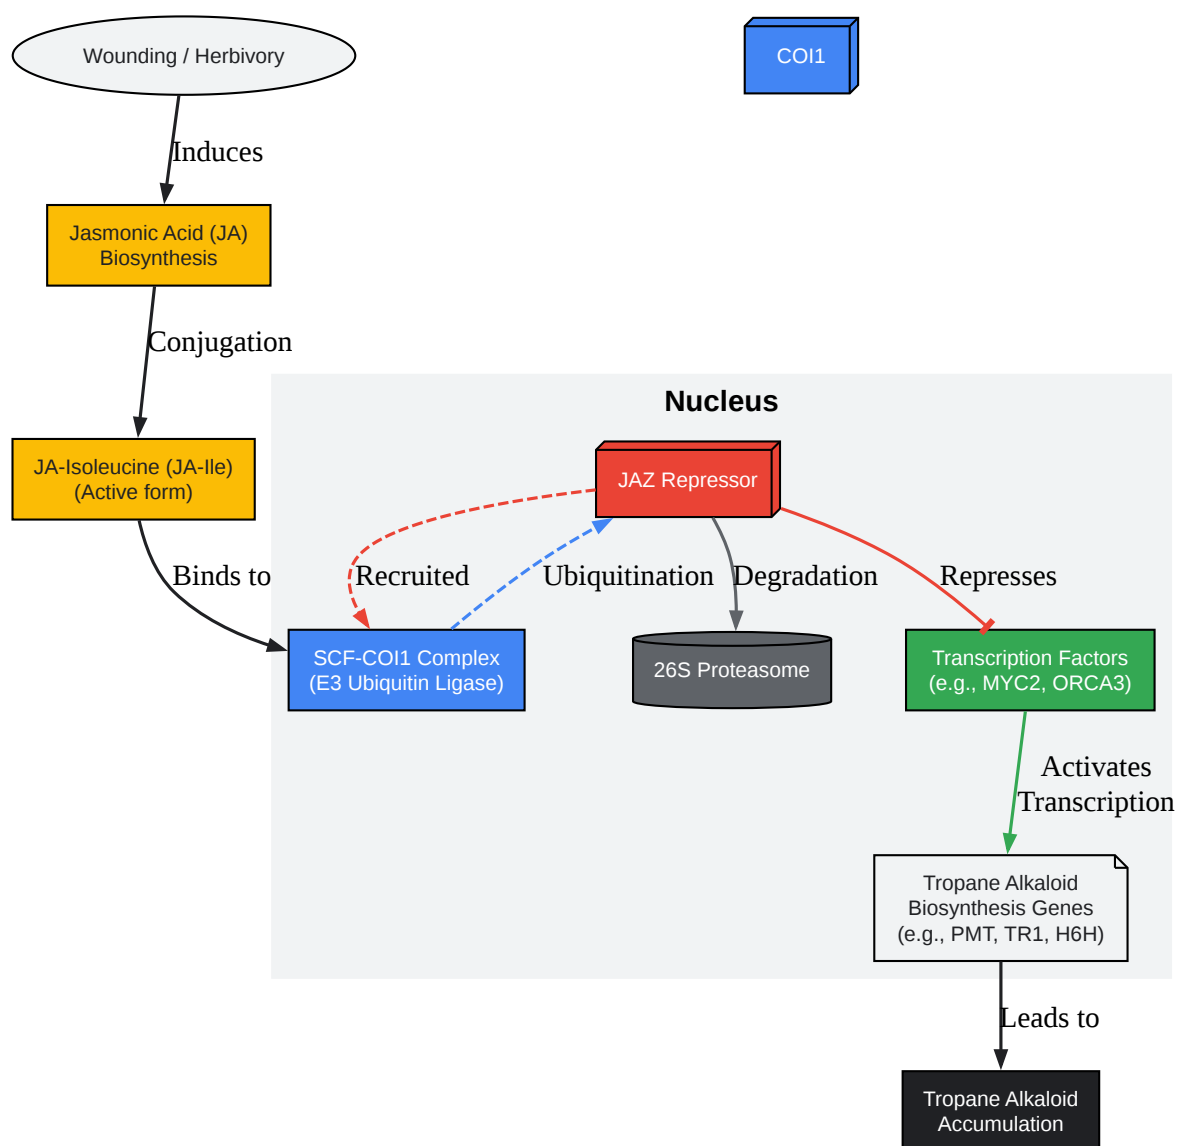 Wounding / Herbivory
COI1
Induces
Jasmonic Acid (JA)
Biosynthesis
Conjugation
Nucleus
JA-Isoleucine (JA-Ile)
(Active form)
JAZ Repressor
Binds to
Recruited
Ubiquitination
Degradation
Represses
SCF-COI1 Complex
(E3 Ubiquitin Ligase)
26S Proteasome
Transcription Factors
(e.g., MYC2, ORCA3)
Activates
Transcription
Tropane Alkaloid
Biosynthesis Genes
(e.g., PMT, TR1, H6H)
Leads to
Tropane Alkaloid
Accumulation